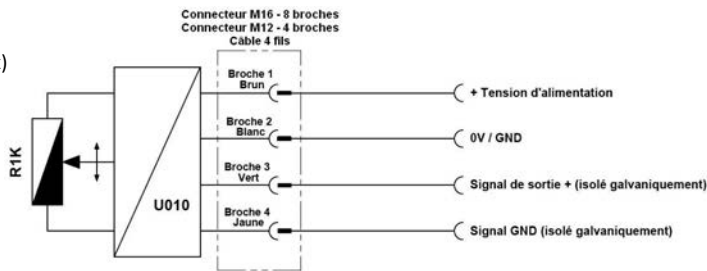 Connecteur M16 - 8 broches
Connecteur M12 - 4 broches
Câble 4 fils
)
Broche 1
Brun
+ Tension d'alimentation
Broche 2
Blanc
0V / GND
R1K
Broche 3
Vert
Signal de sortie + (isolé galvaniquement)
U010
Broche 4
Jaune
Signal GND (isolé galvaniquement)